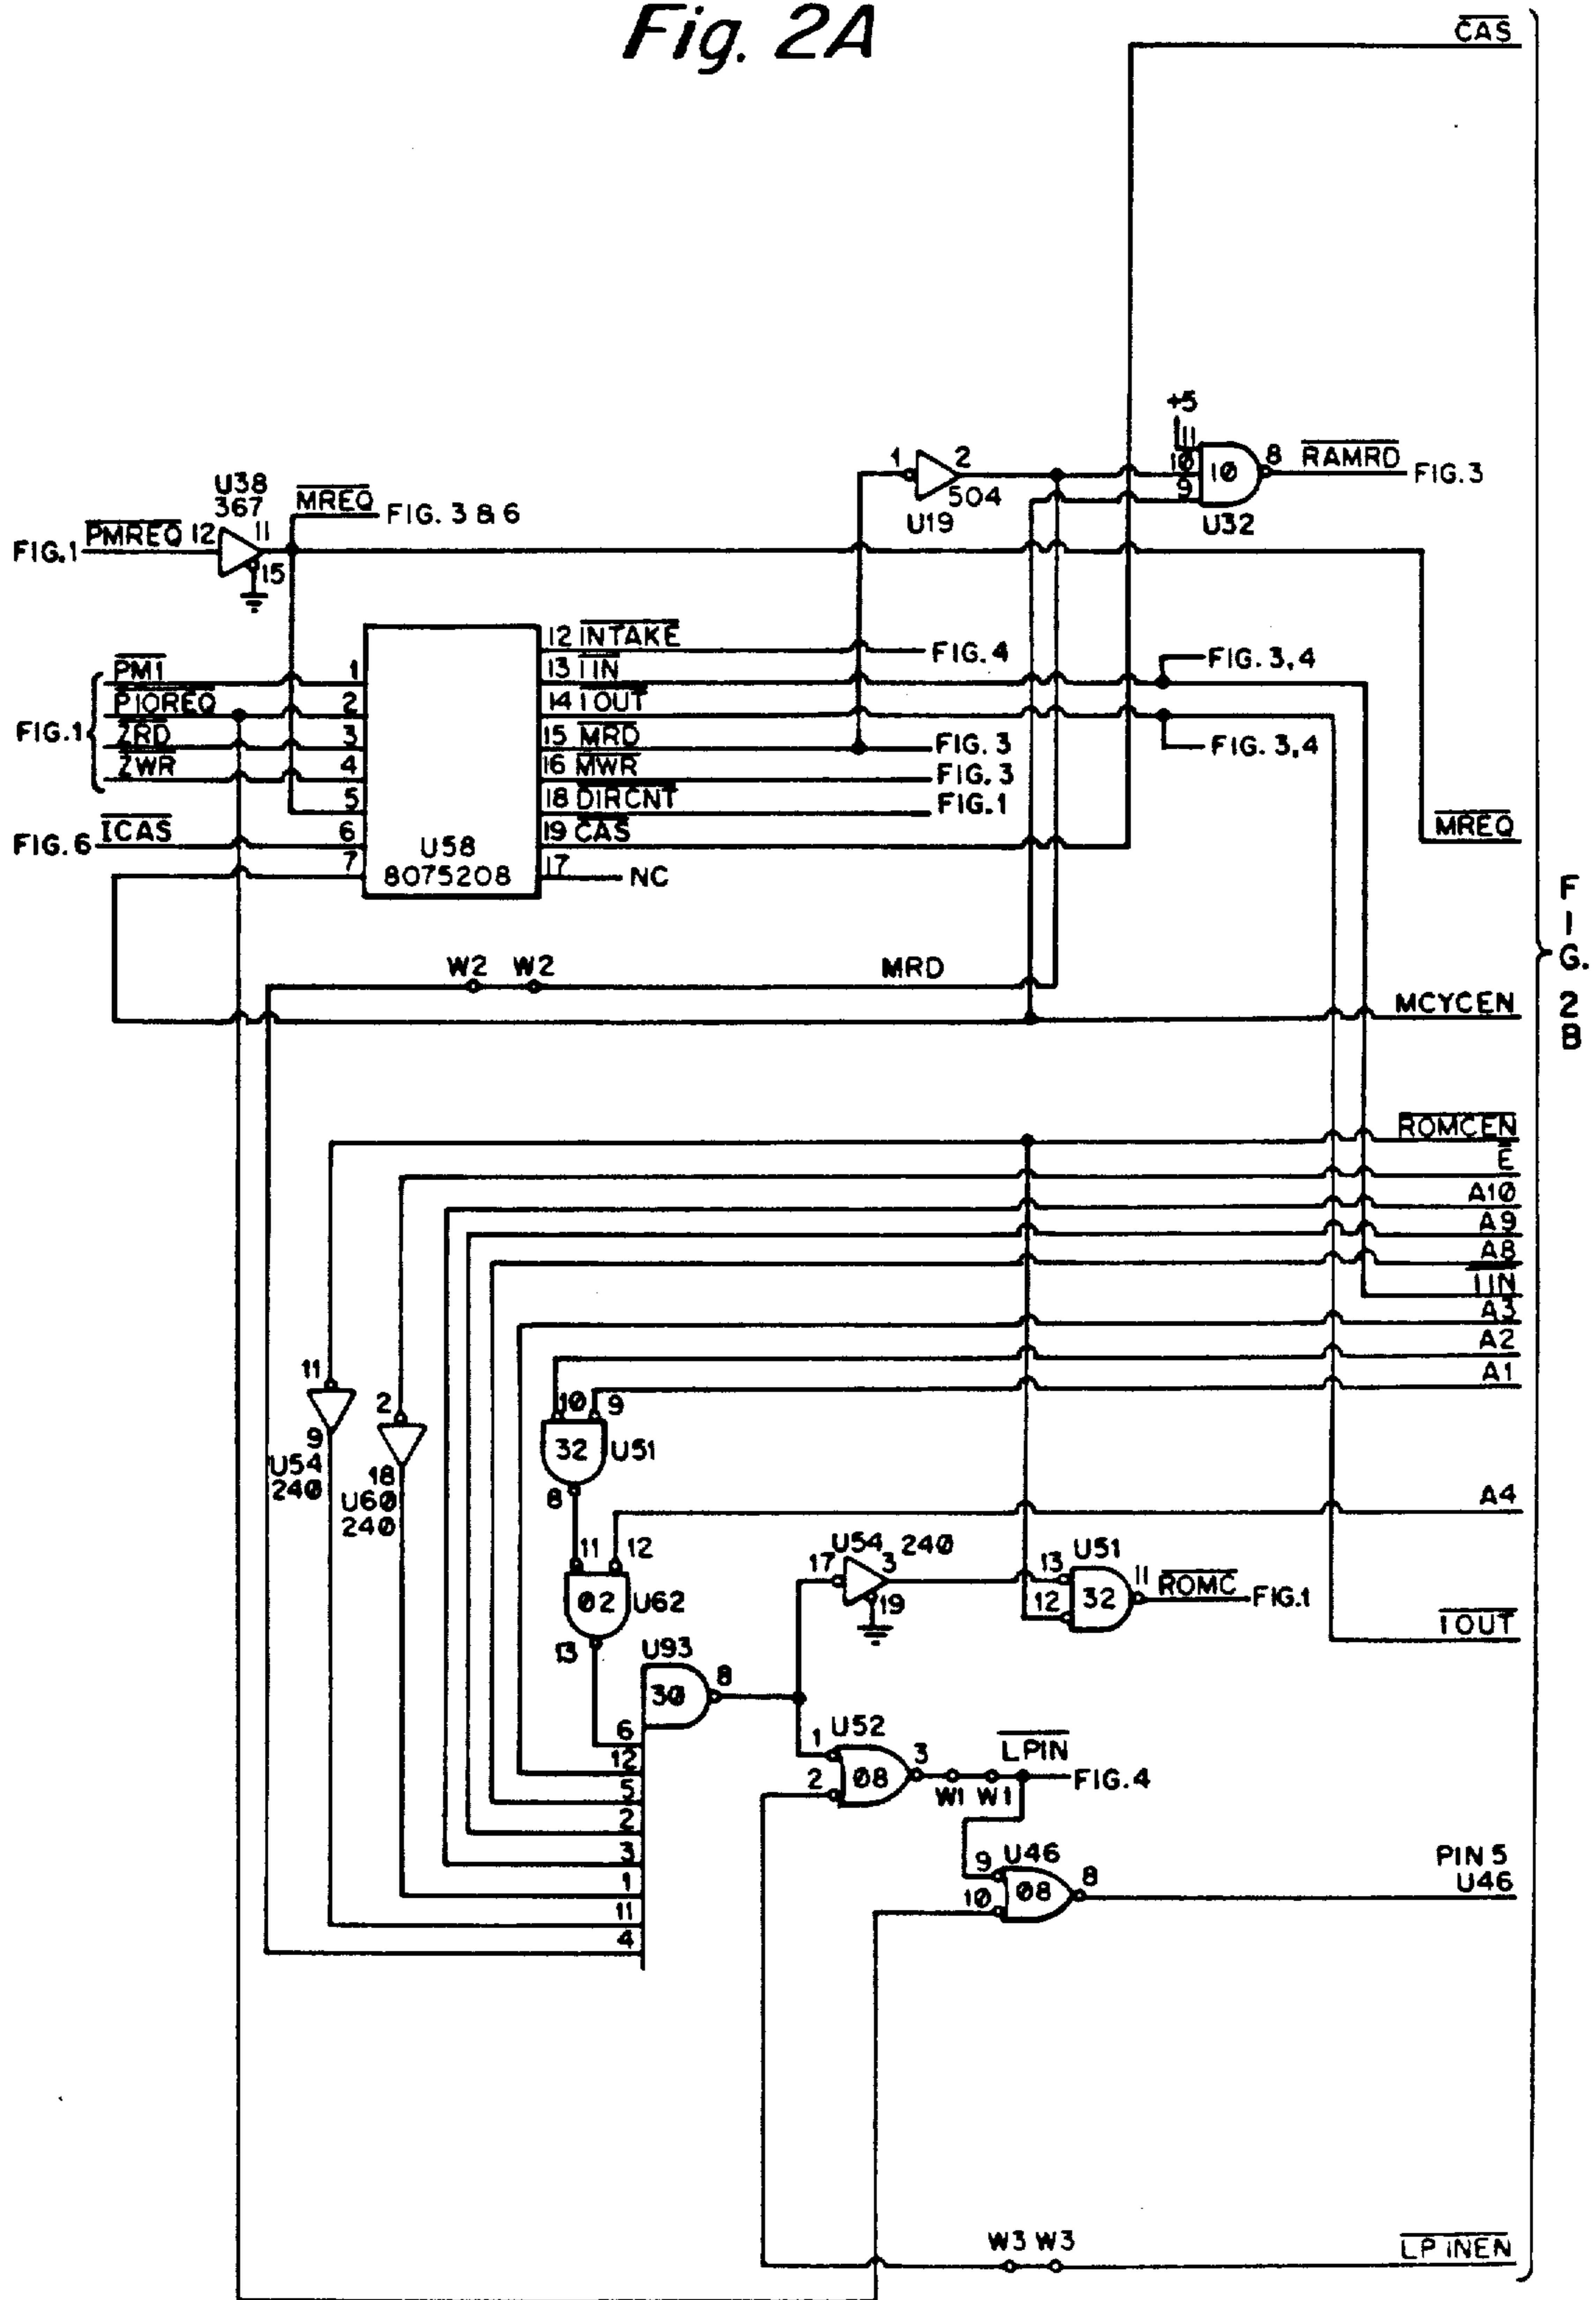 Fig. 2A
CAS
+5
11
1 2 10 10 8 RAMRD FIG. 3
9
504
U19 U32
U38
367 MREQ FIG. 3 & 6
FIG.1 PMREQ 12 11
15
12 INTAKE FIG. 4
PM1 1 13 IIN FIG. 3,4
PIOREQ 2 14 IOUT
FIG.1 ZRD 3 15 MRD FIG. 3 FIG. 3,4
ZWR 4 16 MWR FIG. 3
5 18 DIRCNT FIG.1
FIG. 6 ICAS 6 19 CAS MREQ
7 U58 17 NC
8075208
W2 W2 MRD
MCYCEN
FIG. 2B
ROMCEN
E
A10
A9
A8
IIN
A3
A2
A1
11
2 10 9
9 32 U51
U54 18
240 U60 8
240
A4
11 12 U54 3 240 U51
17 13 11 ROMC FIG.1
02 U62 19 12 32
IOUT
13 U93
30 8
6 1 U52 3 LPIN
12 08 FIG. 4
5 2 W1 W1
2
3 9 U46 8 PIN 5
1 08 U46
11 10
4
W3 W3 LPINEN